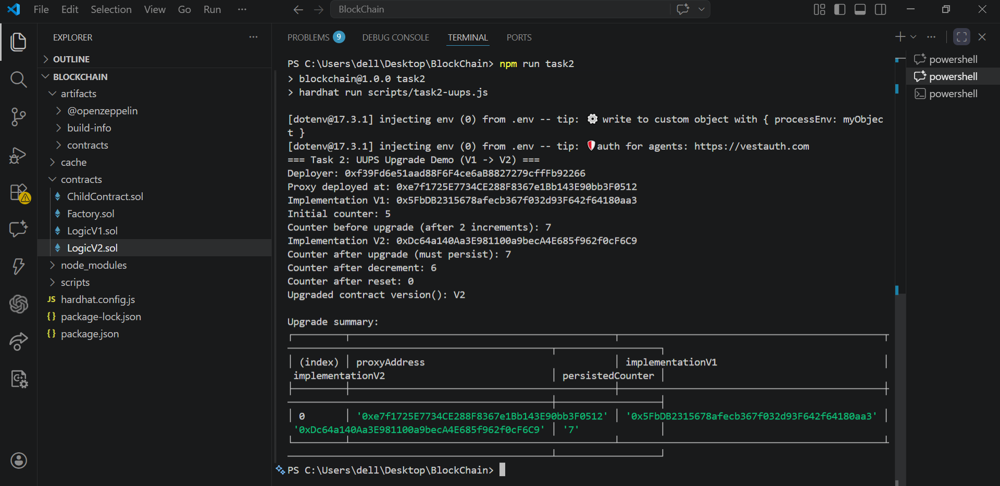 File Edit Selection View Go Run ··· BlockChain
EXPLORER ···
OUTLINE
BLOCKCHAIN
artifacts
@openzeppelin
build-info
contracts
cache
contracts
ChildContract.sol
Factory.sol
LogicV1.sol
LogicV2.sol
node_modules
scripts
JS hardhat.config.js
{} package-lock.json
{} package.json
PROBLEMS 9 DEBUG CONSOLE TERMINAL PORTS
PS C:\Users\dell\Desktop\BlockChain> npm run task2
> blockchain@1.0.0 task2
> hardhat run scripts/task2-uups.js
[dotenv@17.3.1] injecting env (0) from .env -- tip: ⚙ write to custom object with { processEnv: myObjec
t }
[dotenv@17.3.1] injecting env (0) from .env -- tip: auth for agents: https://vestauth.com
=== Task 2: UUPS Upgrade Demo (V1 -> V2) ===
Deployer: 0xf39Fd6e51aad88F6F4ce6aB8827279cffFb92266
Proxy deployed at: 0xe7f1725E7734CE288F8367e1Bb143E90bb3F0512
Implementation V1: 0x5FbDB2315678afecb367f032d93F642f64180aa3
Initial counter: 5
Counter before upgrade (after 2 increments): 7
Implementation V2: 0xDc64a140Aa3E981100a9becA4E685f962f0cF6C9
Counter after upgrade (must persist): 7
Counter after decrement: 6
Counter after reset: 0
Upgraded contract version(): V2
Upgrade summary:
(index) │ proxyAddress │ implementationV1 │
implementationV2 │ persistedCounter │
0 │ '0xe7f1725E7734CE288F8367e1Bb143E90bb3F0512' │ '0x5FbDB2315678afecb367f032d93F642f64180aa3' │
'0xDc64a140Aa3E981100a9becA4E685f962f0cF6C9' │ '7' │
PS C:\Users\dell\Desktop\BlockChain>
powershell
powershell
powershell